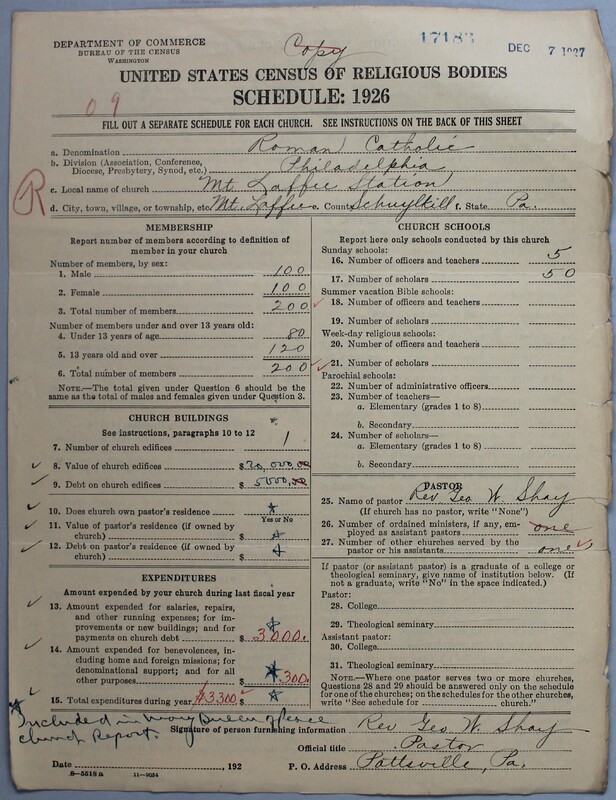 DEPARTMENT OF COMMERCE
BUREAU OF THE CENSUS
WASHINGTON
Copy
17183
DEC 7 1927
UNITED STATES CENSUS OF RELIGIOUS BODIES
SCHEDULE: 1926
09
FILL OUT A SEPARATE SCHEDULE FOR EACH CHURCH. SEE INSTRUCTIONS ON THE BACK OF THIS SHEET
R
a. Denomination Roman Catholic
b. Division (Association, Conference, Diocese, Presbytery, Synod, etc.) Philadelphia
c. Local name of church Mt Laffee Station
d. City, town, village, or township, etc. Mt. Laffee e. County Schuylkill f. State Pa.
MEMBERSHIP
Report number of members according to definition of
member in your church
Number of members, by sex:
1. Male 100
2. Female 100
3. Total number of members 200
Number of members under and over 13 years old:
4. Under 13 years of age 80
5. 13 years old and over 120
6. Total number of members 200
NOTE.—The total given under Question 6 should be the
same as the total of males and females given under Question 3.
CHURCH BUILDINGS
See instructions, paragraphs 10 to 12
7. Number of church edifices 1
8. Value of church edifices $20,000.00
9. Debt on church edifices 5000.00
10. Does church own pastor's residence *
Yes or No
11. Value of pastor's residence (if owned by
church) $ *
12. Debt on pastor's residence (if owned by
church) $ *
EXPENDITURES
Amount expended by your church during last fiscal year
13. Amount expended for salaries, repairs,
and other running expenses; for im-
provements or new buildings; and for
payments on church debt $ * 3000.
14. Amount expended for benevolences, in-
cluding home and foreign missions; for
denominational support; and for all
other purposes $ * 300.
15. Total expenditures during year $3,300 *
CHURCH SCHOOLS
Report here only schools conducted by this church
Sunday schools:
16. Number of officers and teachers 5
17. Number of scholars 50
Summer vacation Bible schools:
18. Number of officers and teachers
19. Number of scholars
Week-day religious schools:
20. Number of officers and teachers
21. Number of scholars
Parochial schools:
22. Number of administrative officers
23. Number of teachers—
a. Elementary (grades 1 to 8)
b. Secondary
24. Number of scholars—
a. Elementary (grades 1 to 8)
b. Secondary
PASTOR
25. Name of pastor Rev Geo W. Shay
(If church has no pastor, write "None")
26. Number of ordained ministers, if any, em-
ployed as assistant pastors one
27. Number of other churches served by the
pastor or his assistants one
If pastor (or assistant pastor) is a graduate of a college or
theological seminary, give name of institution below. (If
not a graduate, write "No" in the space indicated.)
Pastor:
28. College
29. Theological seminary
Assistant pastor:
30. College
31. Theological seminary
NOTE.—Where one pastor serves two or more churches,
Questions 28 and 29 should be answered only on the schedule
for one of the churches; on the schedules for the other churches,
write "See schedule for church."
* Included in Mary Queen of Peace
Church Report.
Signature of person furnishing information Rev Geo W. Shay
Official title Pastor
Date , 192 P. O. Address Pottsville, Pa.
8—5518 a 11—9054